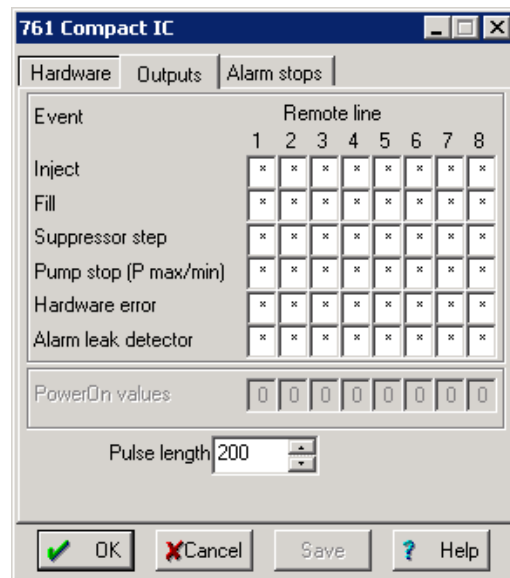 761 Compact IC
Hardware Outputs Alarm stops
Event Remote line
1 2 3 4 5 6 7 8
Inject * * * * * * * *
Fill * * * * * * * *
Suppressor step * * * * * * * *
Pump stop (P max/min) * * * * * * * *
Hardware error * * * * * * * *
Alarm leak detector * * * * * * * *
PowerOn values 0 0 0 0 0 0 0 0
Pulse length 200
OK Cancel Save ? Help